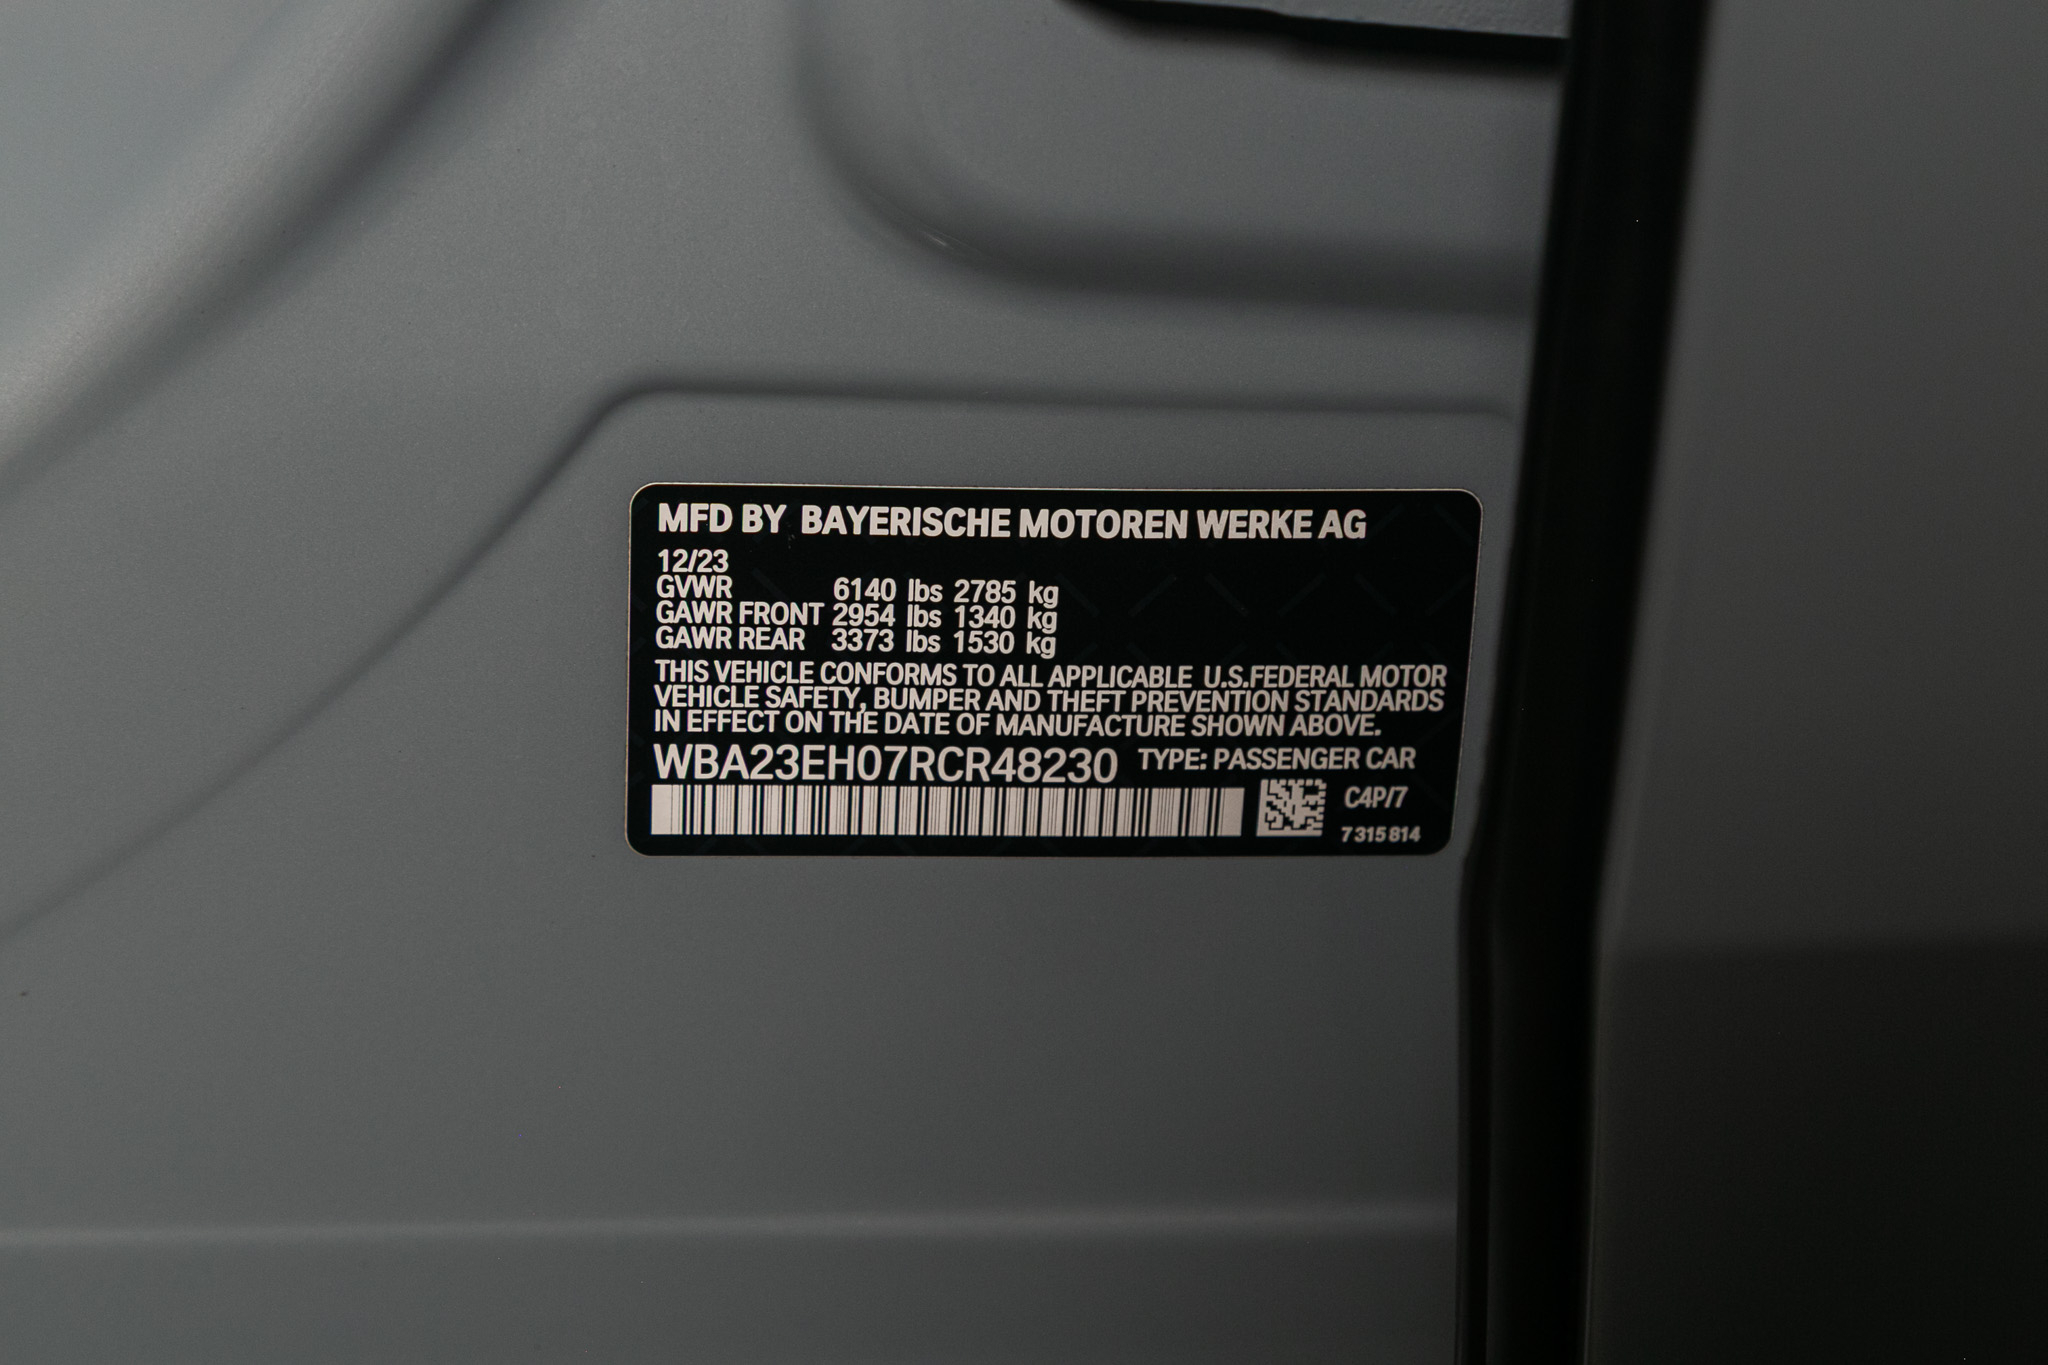 MFD BY BAYERISCHE MOTOREN WERKE AG
12/23
GVWR 6140 lbs 2785 kg
GAWR FRONT 2954 lbs 1340 kg
GAWR REAR 3373 lbs 1530 kg
THIS VEHICLE CONFORMS TO ALL APPLICABLE U.S.FEDERAL MOTOR
VEHICLE SAFETY, BUMPER AND THEFT PREVENTION STANDARDS
IN EFFECT ON THE DATE OF MANUFACTURE SHOWN ABOVE.
WBA23EH07RCR48230 TYPE: PASSENGER CAR
C4P/7
7 315 814